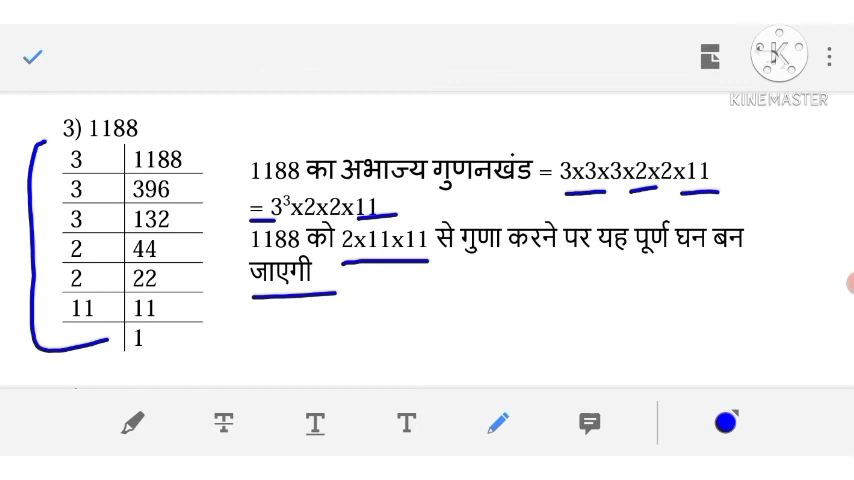 KINEMASTER
3) 1188
3 1188
3 396
3 132
2 44
2 22
11 11
1
1188 का अभाज्य गुणनखंड = 3x3x3x2x2x11
= 3³x2x2x11
1188 को 2x11x11 से गुणा करने पर यह पूर्ण घन बन
जाएगी
T T T